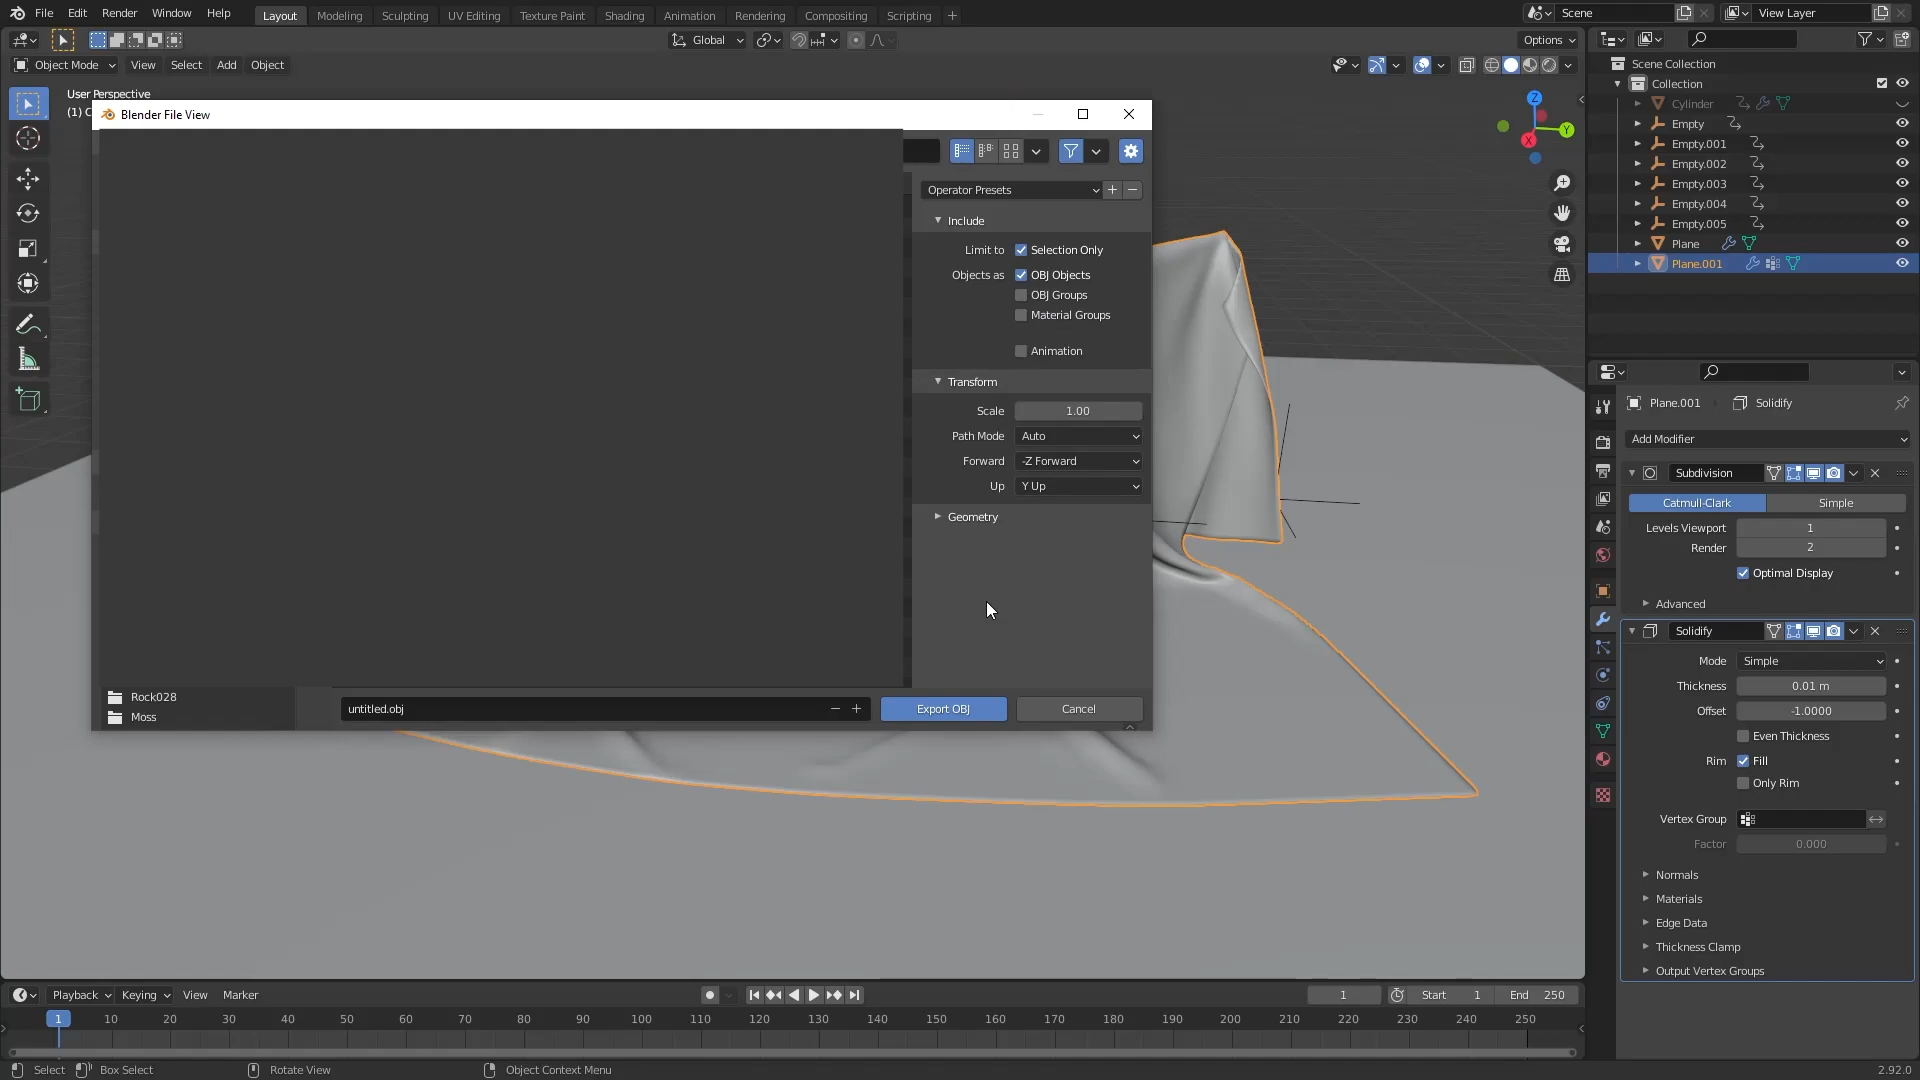 File Edit Render Window Help
Layout Modeling Sculpting UV Editing Texture Paint Shading Animation Rendering Compositing Scripting +
Scene
View Layer
Global
Options
Object Mode View Select Add Object
User Perspective
(1) C
Blender File View
Operator Presets
Include
Limit to Selection Only
Objects as OBJ Objects
OBJ Groups
Material Groups
Animation
Transform
Scale 1.00
Path Mode Auto
Forward -Z Forward
Up Y Up
Geometry
Rock028
Moss
untitled.obj
Export OBJ
Cancel
Z
Y
X
Scene Collection
Collection
Cylinder
Empty
Empty.001
Empty.002
Empty.003
Empty.004
Empty.005
Plane
Plane.001
Plane.001 Solidify
Add Modifier
Subdivision
Catmull-Clark Simple
Levels Viewport 1
Render 2
Optimal Display
Advanced
Solidify
Mode Simple
Thickness 0.01 m
Offset -1.0000
Even Thickness
Rim Fill
Only Rim
Vertex Group
Factor 0.000
Normals
Materials
Edge Data
Thickness Clamp
Output Vertex Groups
Playback Keying View Marker
1 Start 1 End 250
1 10 20 30 40 50 60 70 80 90 100 110 120 130 140 150 160 170 180 190 200 210 220 230 240 250
Select Box Select Rotate View Object Context Menu
2.92.0